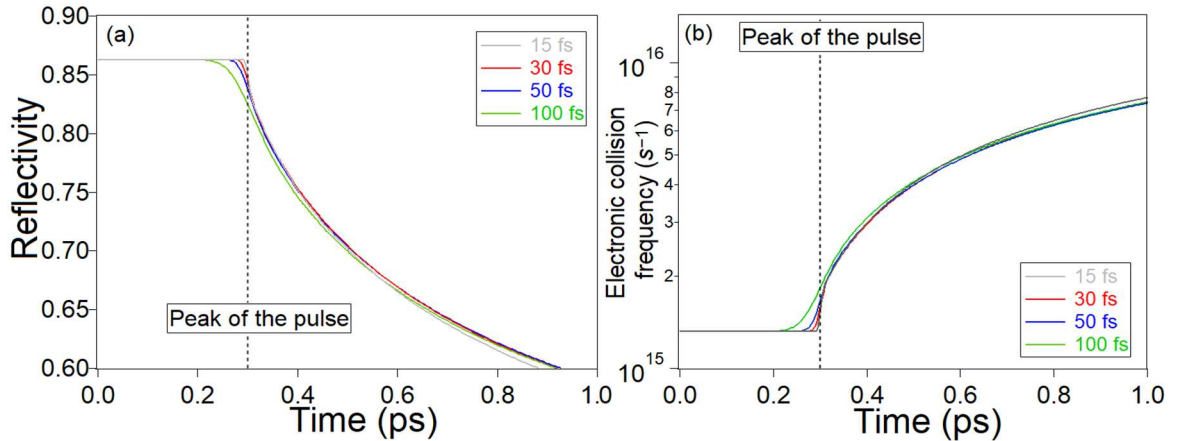 (a)
Peak of the pulse
15 fs
30 fs
50 fs
100 fs
0.90
0.85
0.80
0.75
0.70
0.65
0.60
Reflectivity
0.0 0.2 0.4 0.6 0.8 1.0
Time (ps)
(b)
Peak of the pulse
15 fs
30 fs
50 fs
100 fs
10^16
8
7
6
5
4
3
2
10^15
Electronic collision
frequency (s⁻¹)
0.0 0.2 0.4 0.6 0.8 1.0
Time (ps)